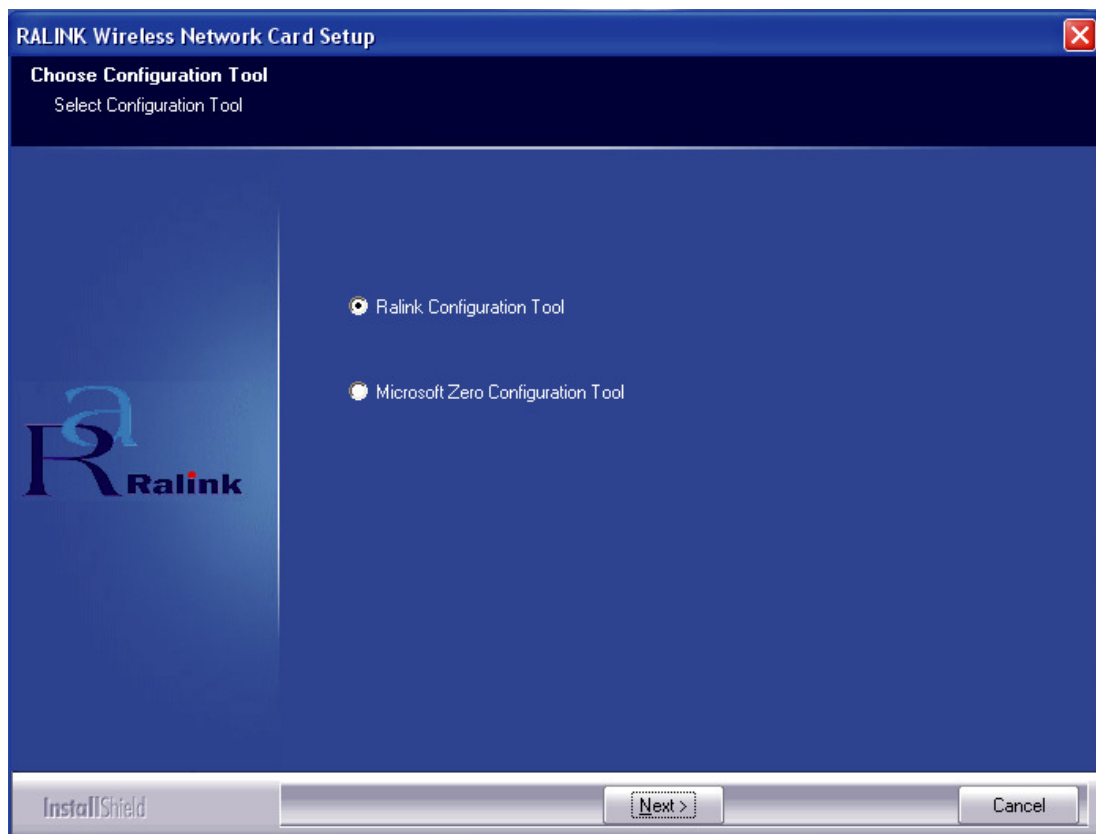 RALINK Wireless Network Card Setup
Choose Configuration Tool
Select Configuration Tool
Ralink Configuration Tool
Microsoft Zero Configuration Tool
Ra
Ralink
InstallShield
Next >
Cancel